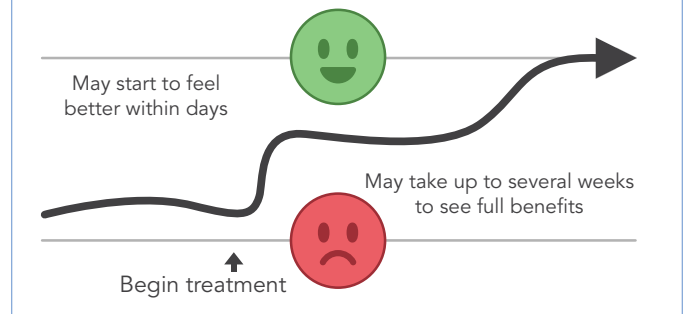 May start to feel
better within days
May take up to several weeks
to see full benefits
Begin treatment